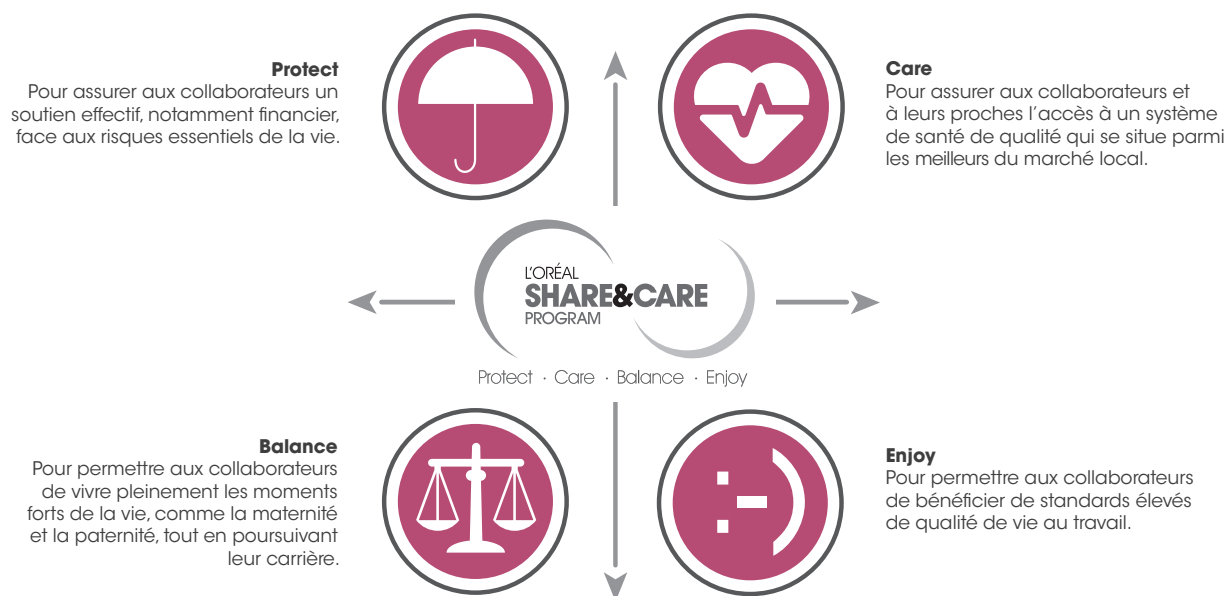 Protect
Pour assurer aux collaborateurs un
soutien effectif, notamment financier,
face aux risques essentiels de la vie.
Care
Pour assurer aux collaborateurs et
à leurs proches l’accès à un système
de santé de qualité qui se situe parmi
les meilleurs du marché local.
L’ORÉAL
SHARE&CARE
PROGRAM
Protect · Care · Balance · Enjoy
Balance
Pour permettre aux collaborateurs
de vivre pleinement les moments
forts de la vie, comme la maternité
et la paternité, tout en poursuivant
leur carrière.
Enjoy
Pour permettre aux collaborateurs
de bénéficier de standards élevés
de qualité de vie au travail.